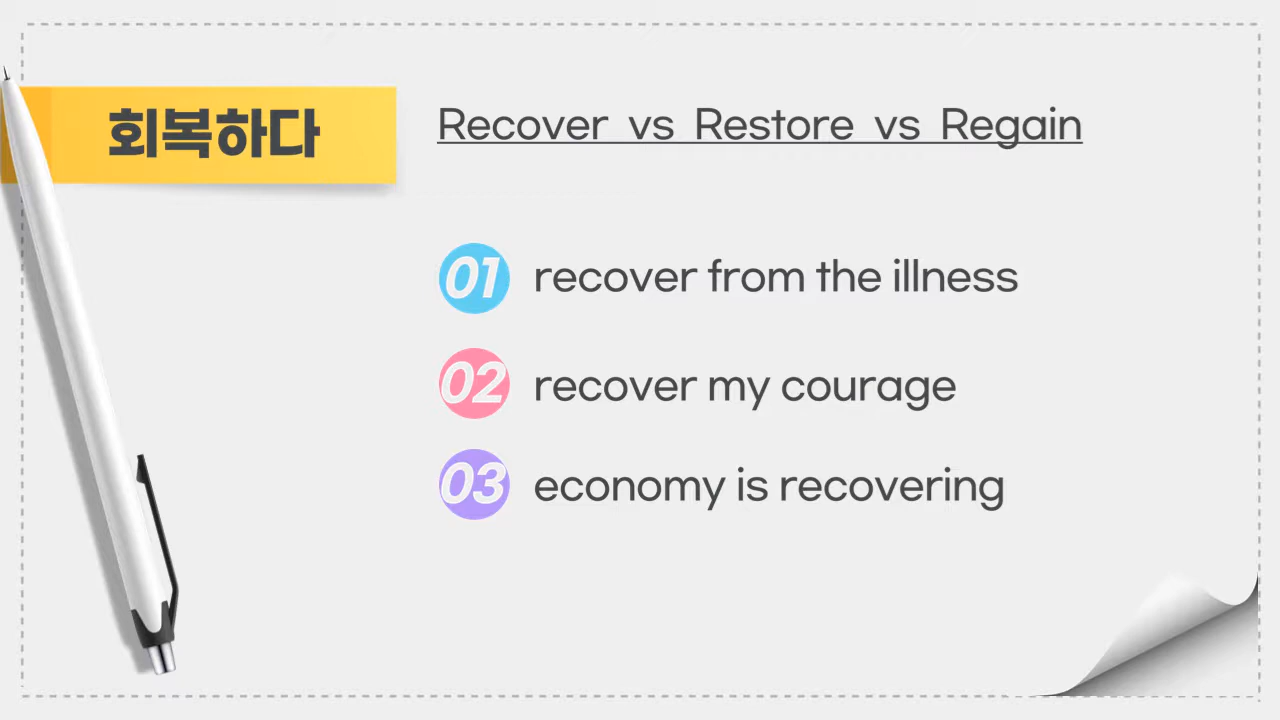 회복하다
Recover vs Restore vs Regain
01 recover from the illness
02 recover my courage
03 economy is recovering